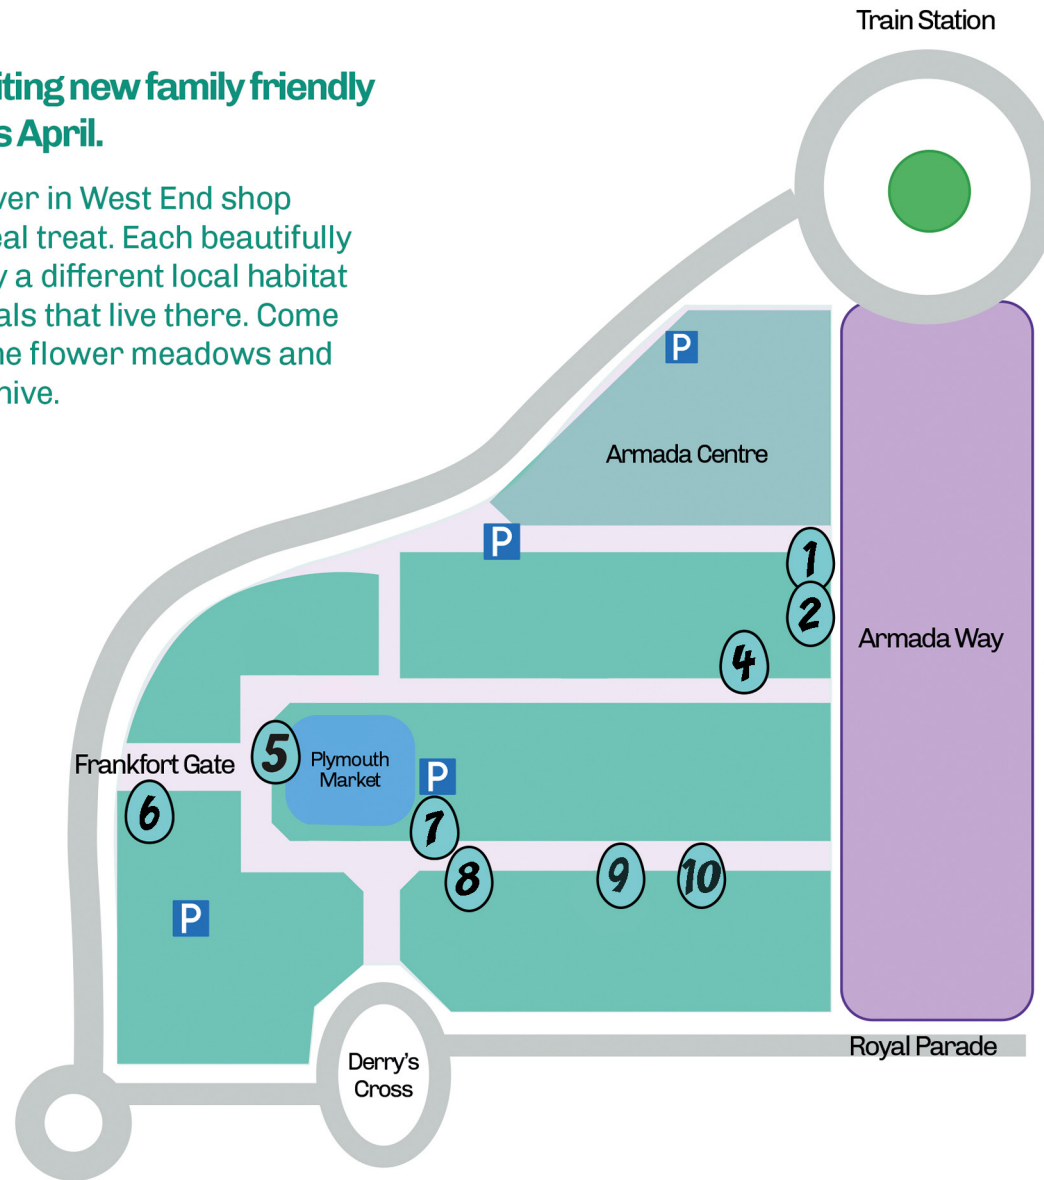 Train Station
iting new family friendly
s April.
ver in West End shop
eal treat. Each beautifully
y a different local habitat
als that live there. Come
ne flower meadows and
hive.
P
Armada Centre
P
1
2
Armada Way
4
5
Plymouth
Market
P
Frankfort Gate
6
7
8
9
10
P
Derry's
Cross
Royal Parade